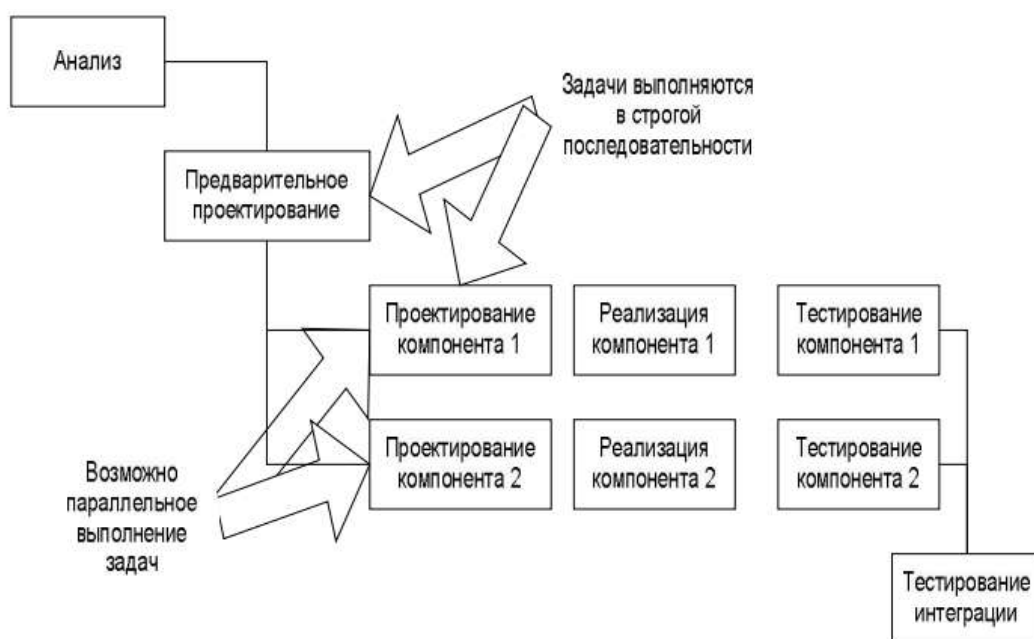 Анализ
Задачи выполняются
в строгой
последовательности
Предварительное
проектирование
Проектирование
компонента 1
Реализация
компонента 1
Тестирование
компонента 1
Проектирование
компонента 2
Реализация
компонента 2
Тестирование
компонента 2
Возможно
параллельное
выполнение
задач
Тестирование
интеграции